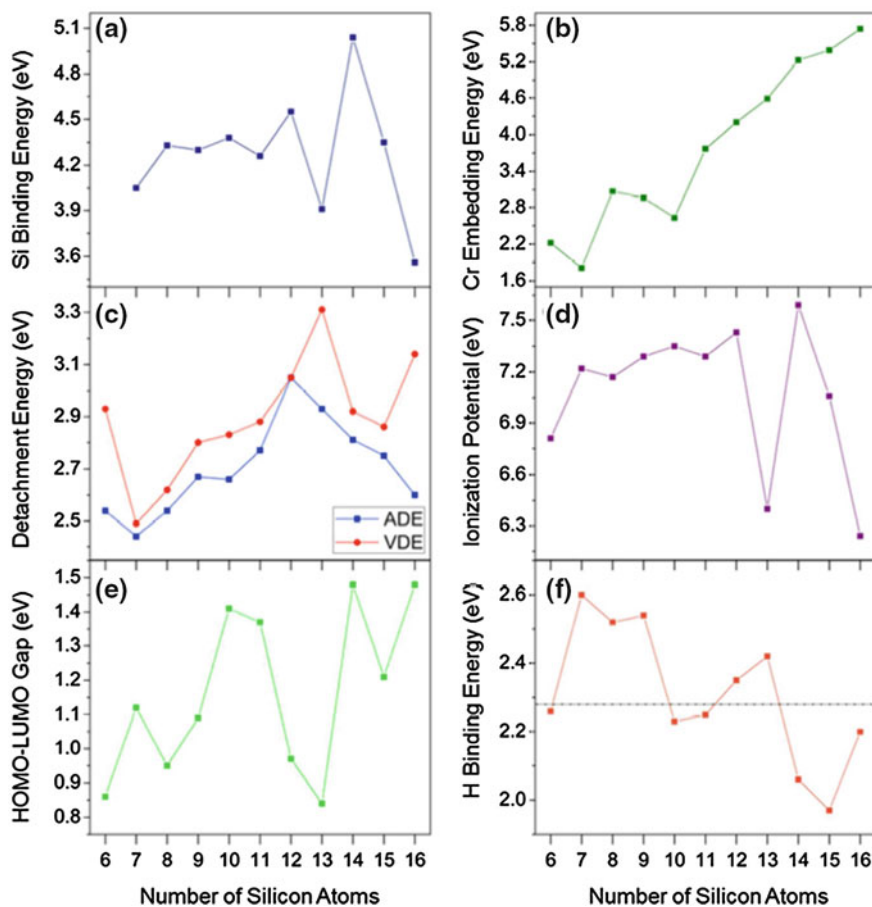 (a)
Si Binding Energy (eV)
5.1
4.8
4.5
4.2
3.9
3.6
(b)
Cr Embedding Energy (eV)
5.8
5.2
4.6
4.0
3.4
2.8
2.2
1.6
(c)
Detachment Energy (eV)
3.3
3.1
2.9
2.7
2.5
ADE
VDE
(d)
Ionization Potential (eV)
7.5
7.2
6.9
6.6
6.3
(e)
HOMO-LUMO Gap (eV)
1.5
1.4
1.3
1.2
1.1
1.0
0.9
0.8
6 7 8 9 10 11 12 13 14 15 16
Number of Silicon Atoms
(f)
H Binding Energy (eV)
2.6
2.4
2.2
2.0
6 7 8 9 10 11 12 13 14 15 16
Number of Silicon Atoms